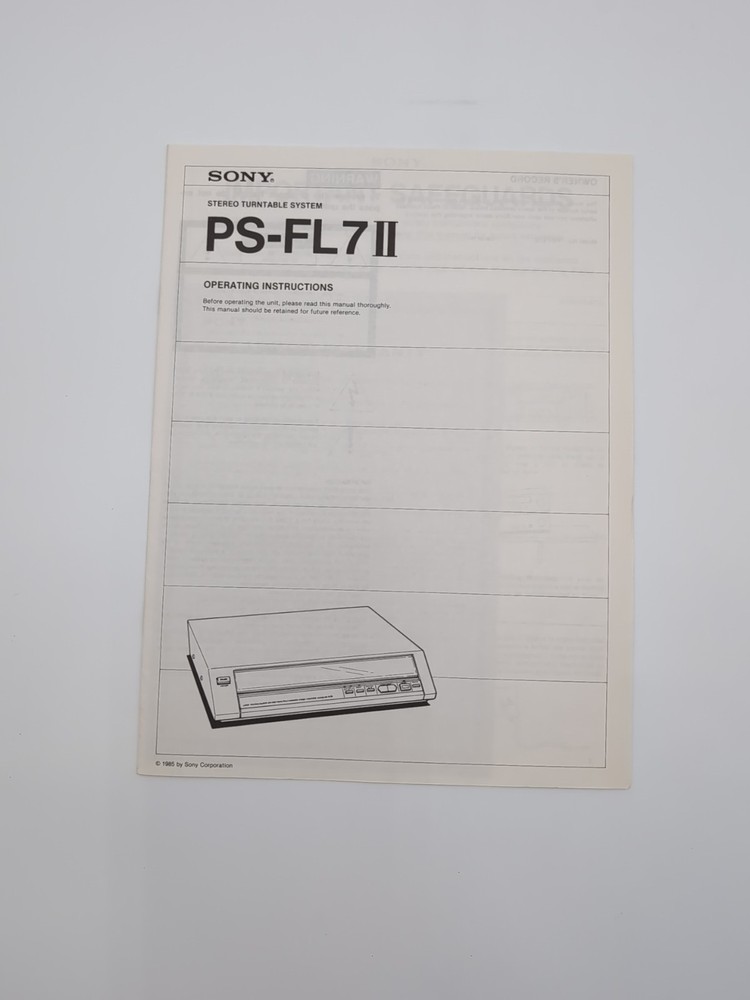 SONY®
STEREO TURNTABLE SYSTEM
PS-FL7II
OPERATING INSTRUCTIONS
Before operating the unit, please read this manual thoroughly.
This manual should be retained for future reference.
© 1985 by Sony Corporation